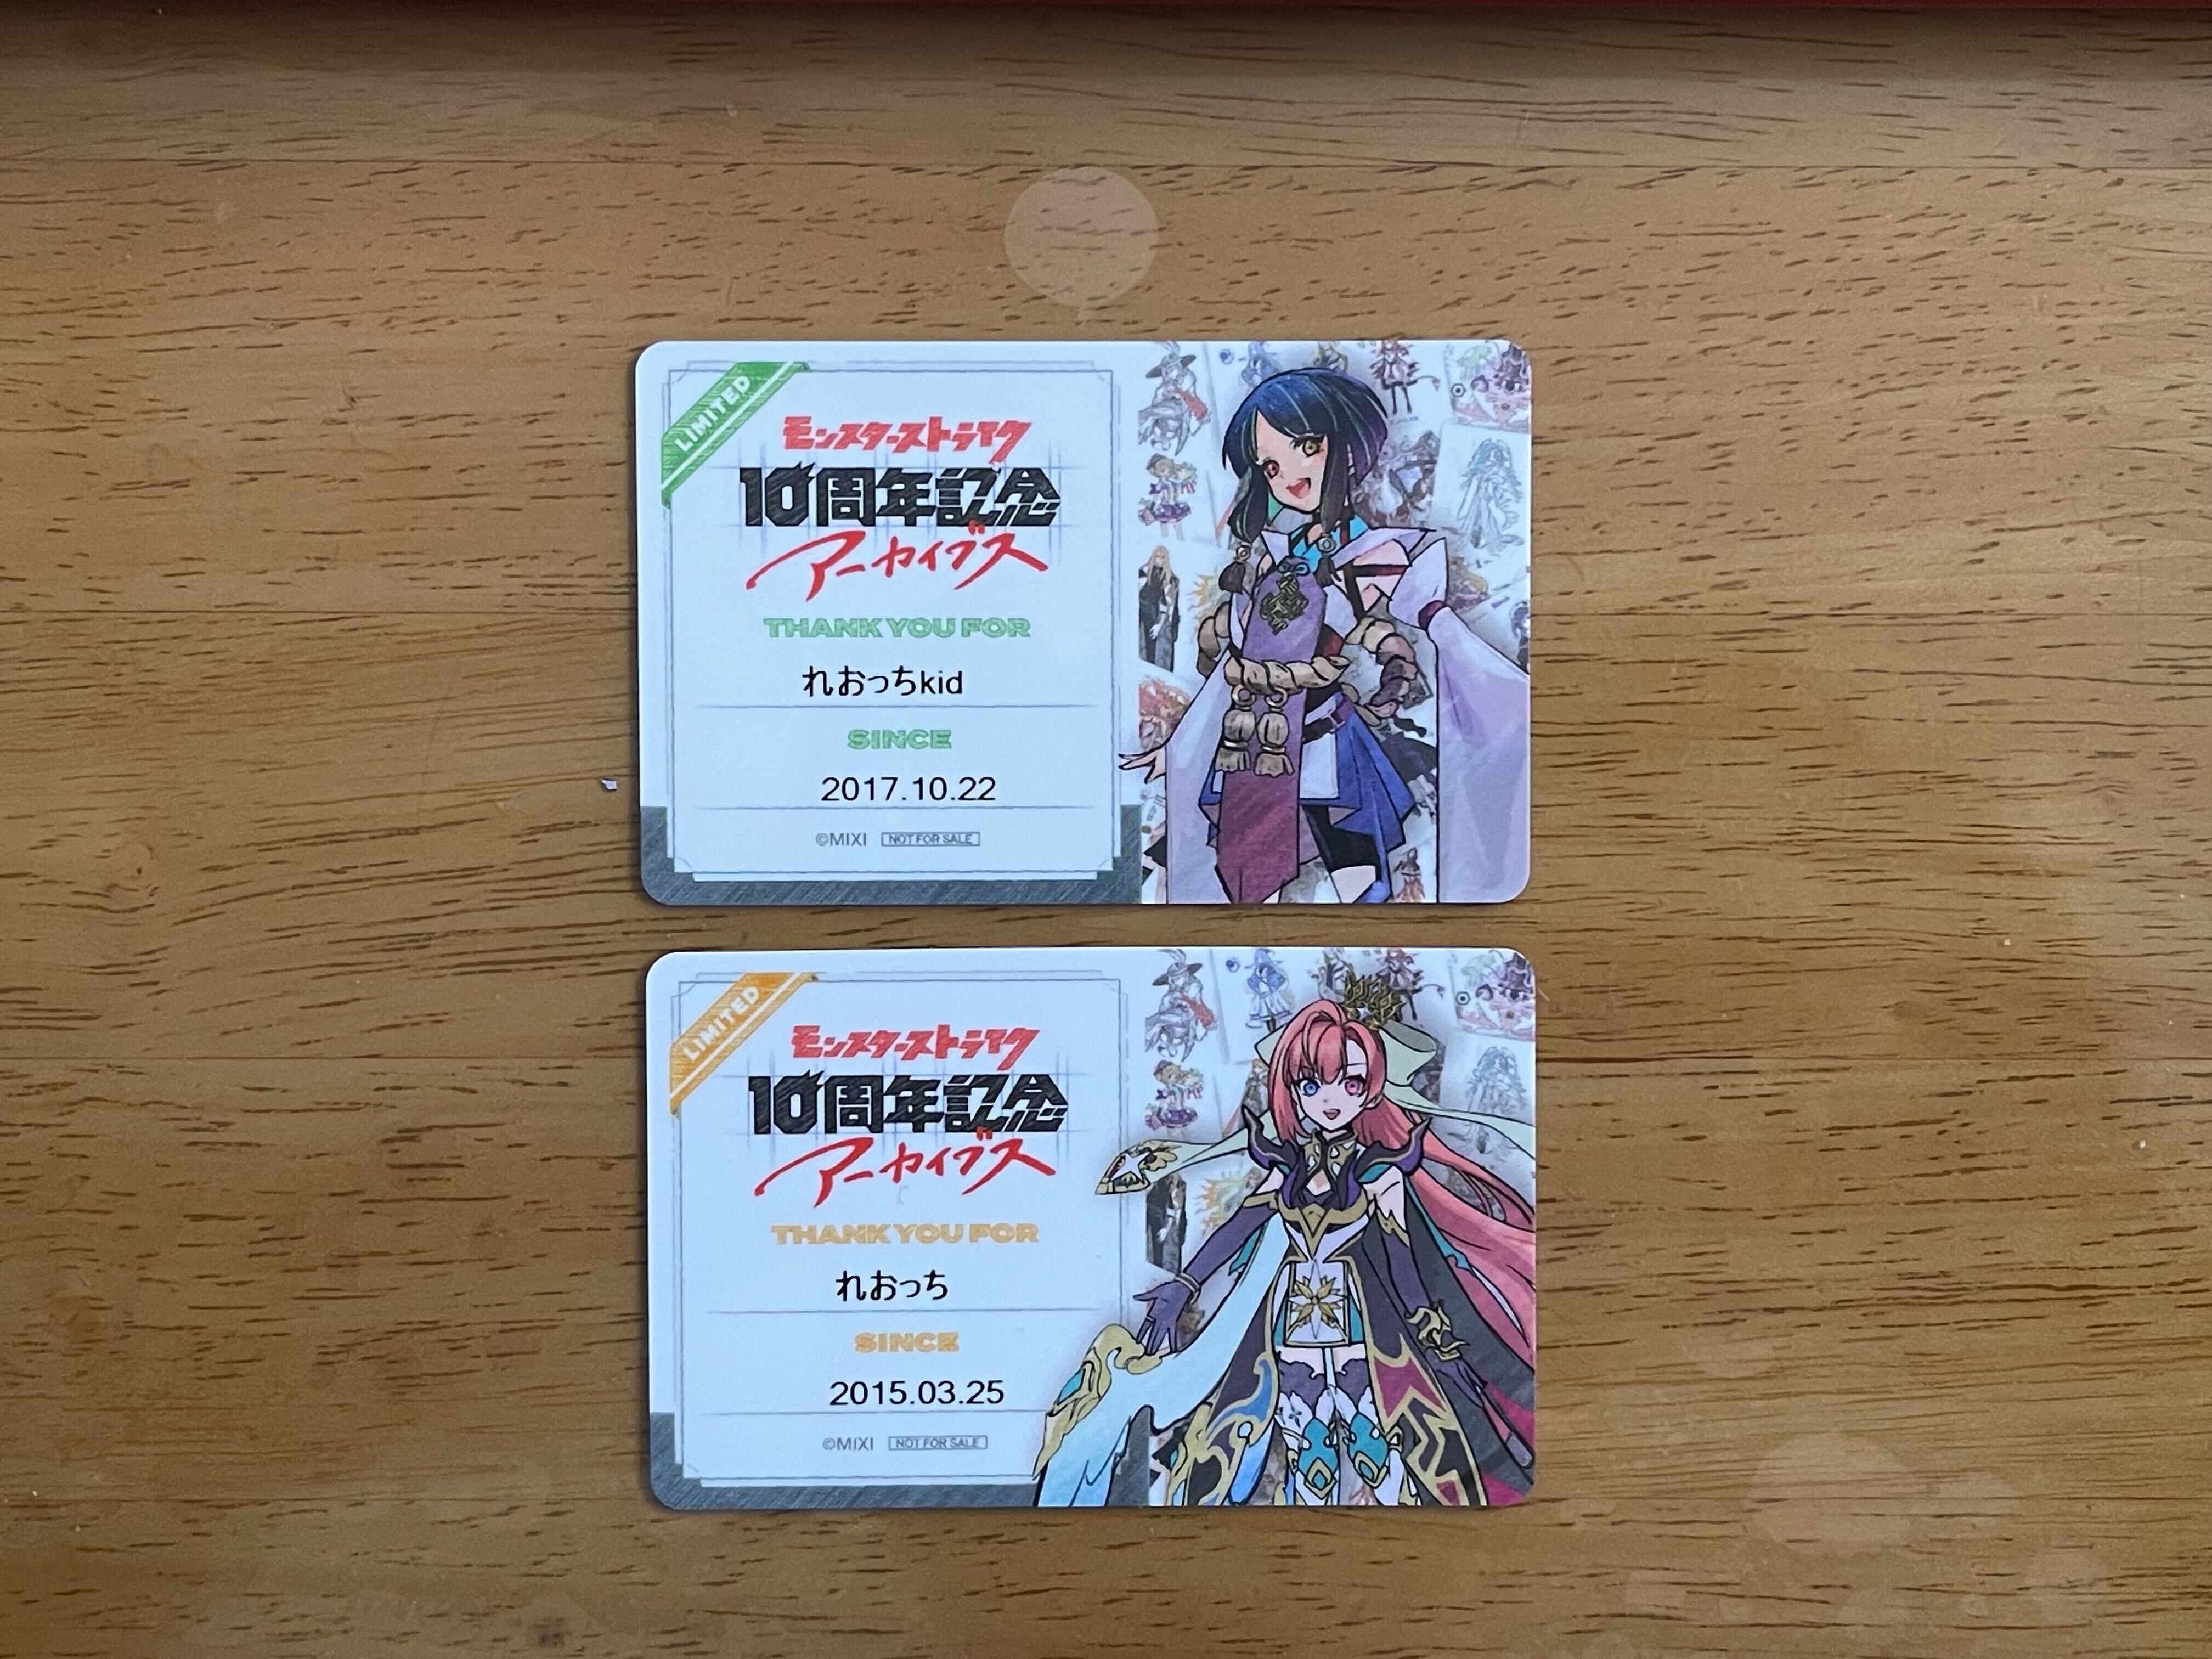 LIMITED
モンスターストライク
10周年記念
アーカイブス
THANK YOU FOR
れおっちkid
SINCE
2017.10.22
©MIXI NOT FOR SALE
LIMITED
モンスターストライク
10周年記念
アーカイブス
THANK YOU FOR
れおっち
SINCE
2015.03.25
©MIXI NOT FOR SALE